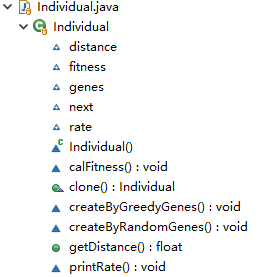 Individual.java
Individual
distance
fitness
genes
next
rate
Individual()
calFitness() : void
clone() : Individual
createByGreedyGenes() : void
createByRandomGenes() : void
getDistance() : float
printRate() : void